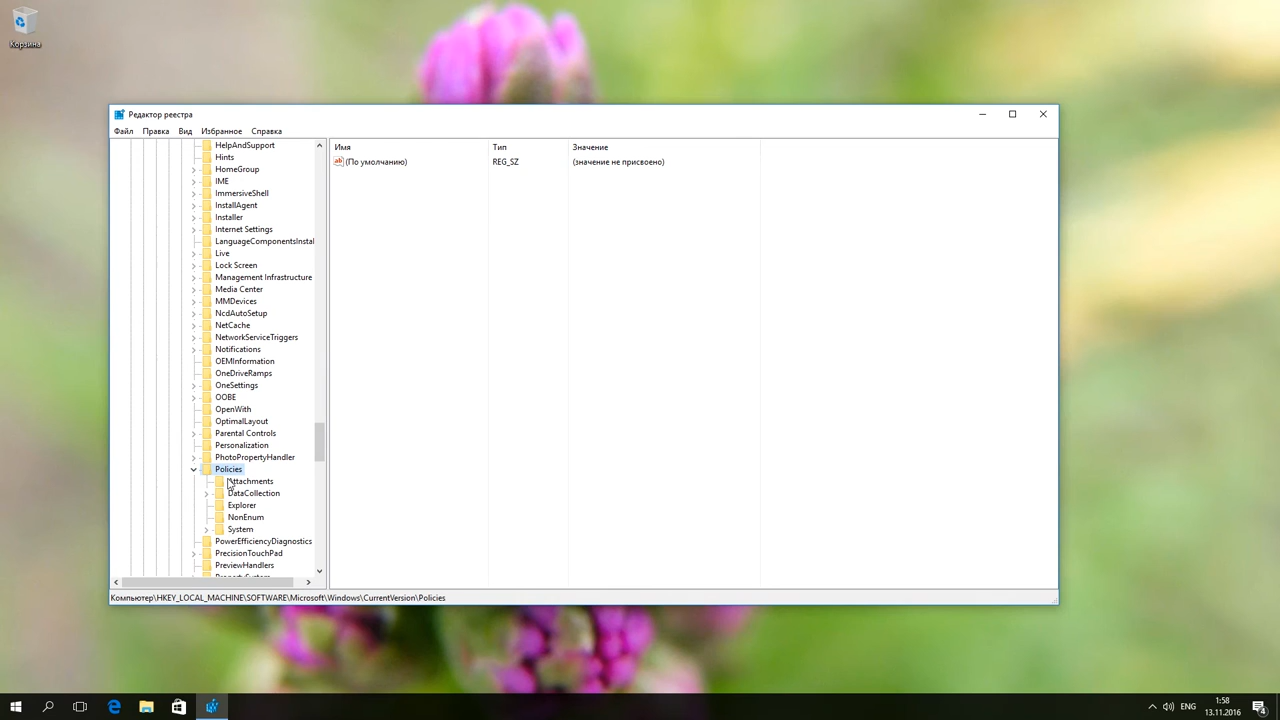 Корзина
Редактор реестра
Файл Правка Вид Избранное Справка
HelpAndSupport
Hints
HomeGroup
IME
ImmersiveShell
InstallAgent
Installer
Internet Settings
LanguageComponentsInstal
Live
Lock Screen
Management Infrastructure
Media Center
MMDevices
NcdAutoSetup
NetCache
NetworkServiceTriggers
Notifications
OEMInformation
OneDriveRamps
OneSettings
OOBE
OpenWith
OptimalLayout
Parental Controls
Personalization
PhotoPropertyHandler
Policies
Attachments
DataCollection
Explorer
NonEnum
System
PowerEfficiencyDiagnostics
PrecisionTouchPad
PreviewHandlers
Имя Тип Значение
(По умолчанию) REG_SZ (значение не присвоено)
Компьютер\HKEY_LOCAL_MACHINE\SOFTWARE\Microsoft\Windows\CurrentVersion\Policies
ENG
1:58
13.11.2016
4